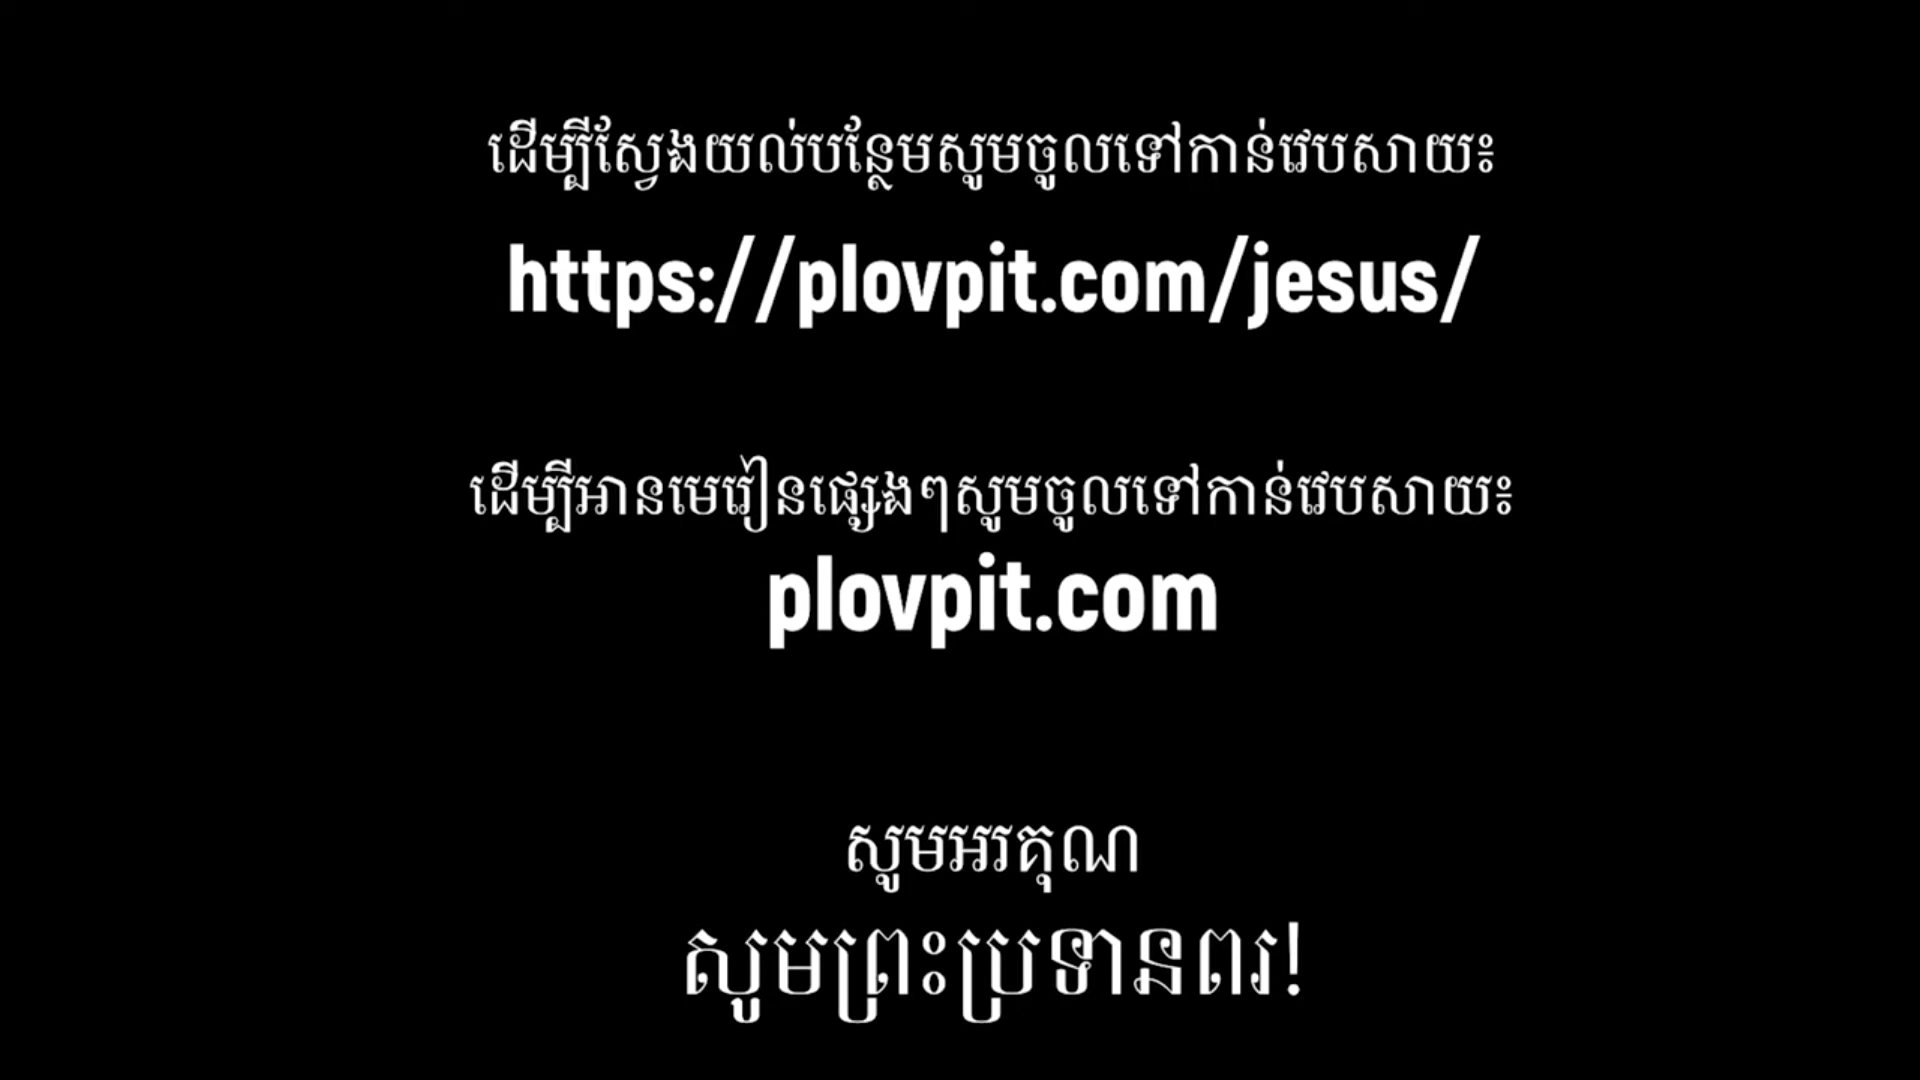 ដើម្បីស្វែងយល់បន្ថែមសូមចូលទៅកាន់វេបសាយ៖
https://plovpit.com/jesus/
ដើម្បីអានមេរៀនផ្សេងៗសូមចូលទៅកាន់វេបសាយ៖
plovpit.com
សូមអរគុណ
សូមព្រះប្រទានពរ!